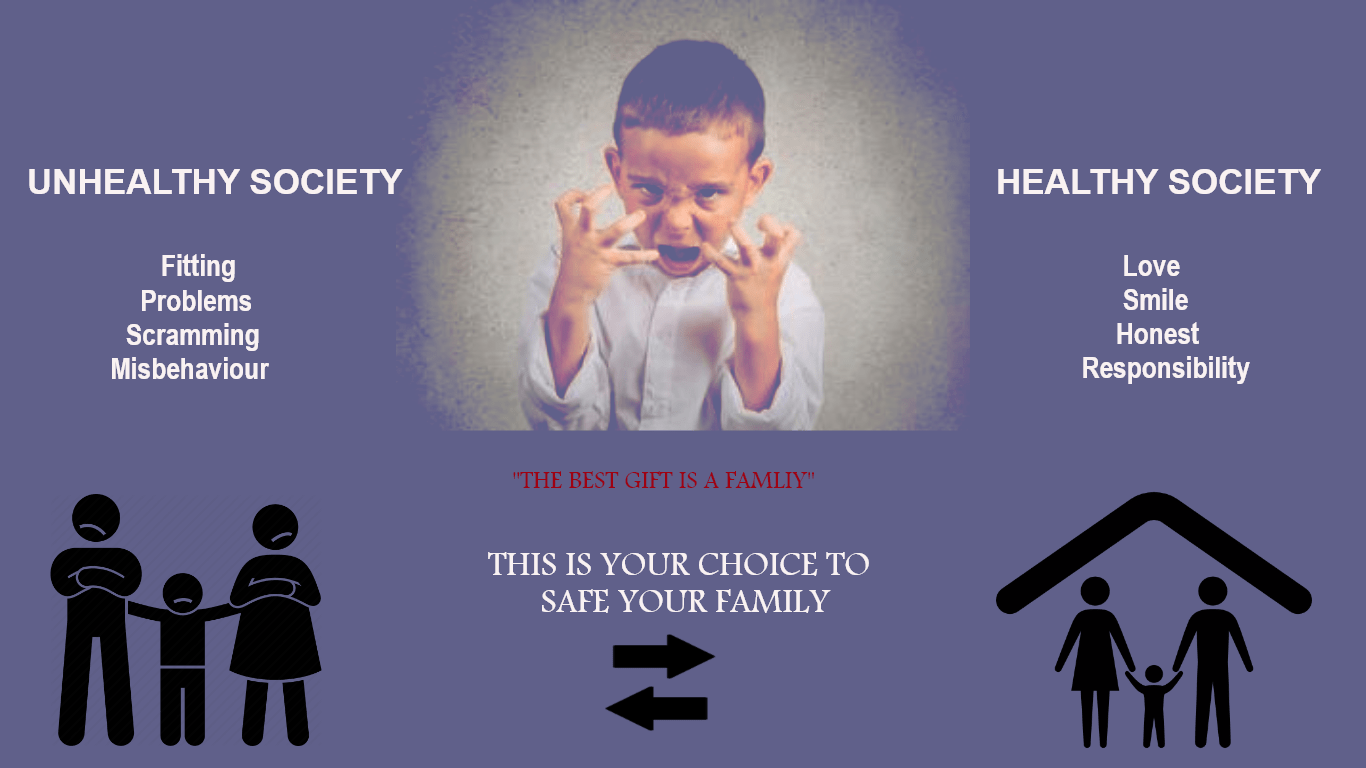 UNHEALTHY SOCIETY
Fitting
Problems
Scramming
Misbehaviour
HEALTHY SOCIETY
Love
Smile
Honest
Responsibility
"THE BEST GIFT IS A FAMLIY"
THIS IS YOUR CHOICE TO
SAFE YOUR FAMILY